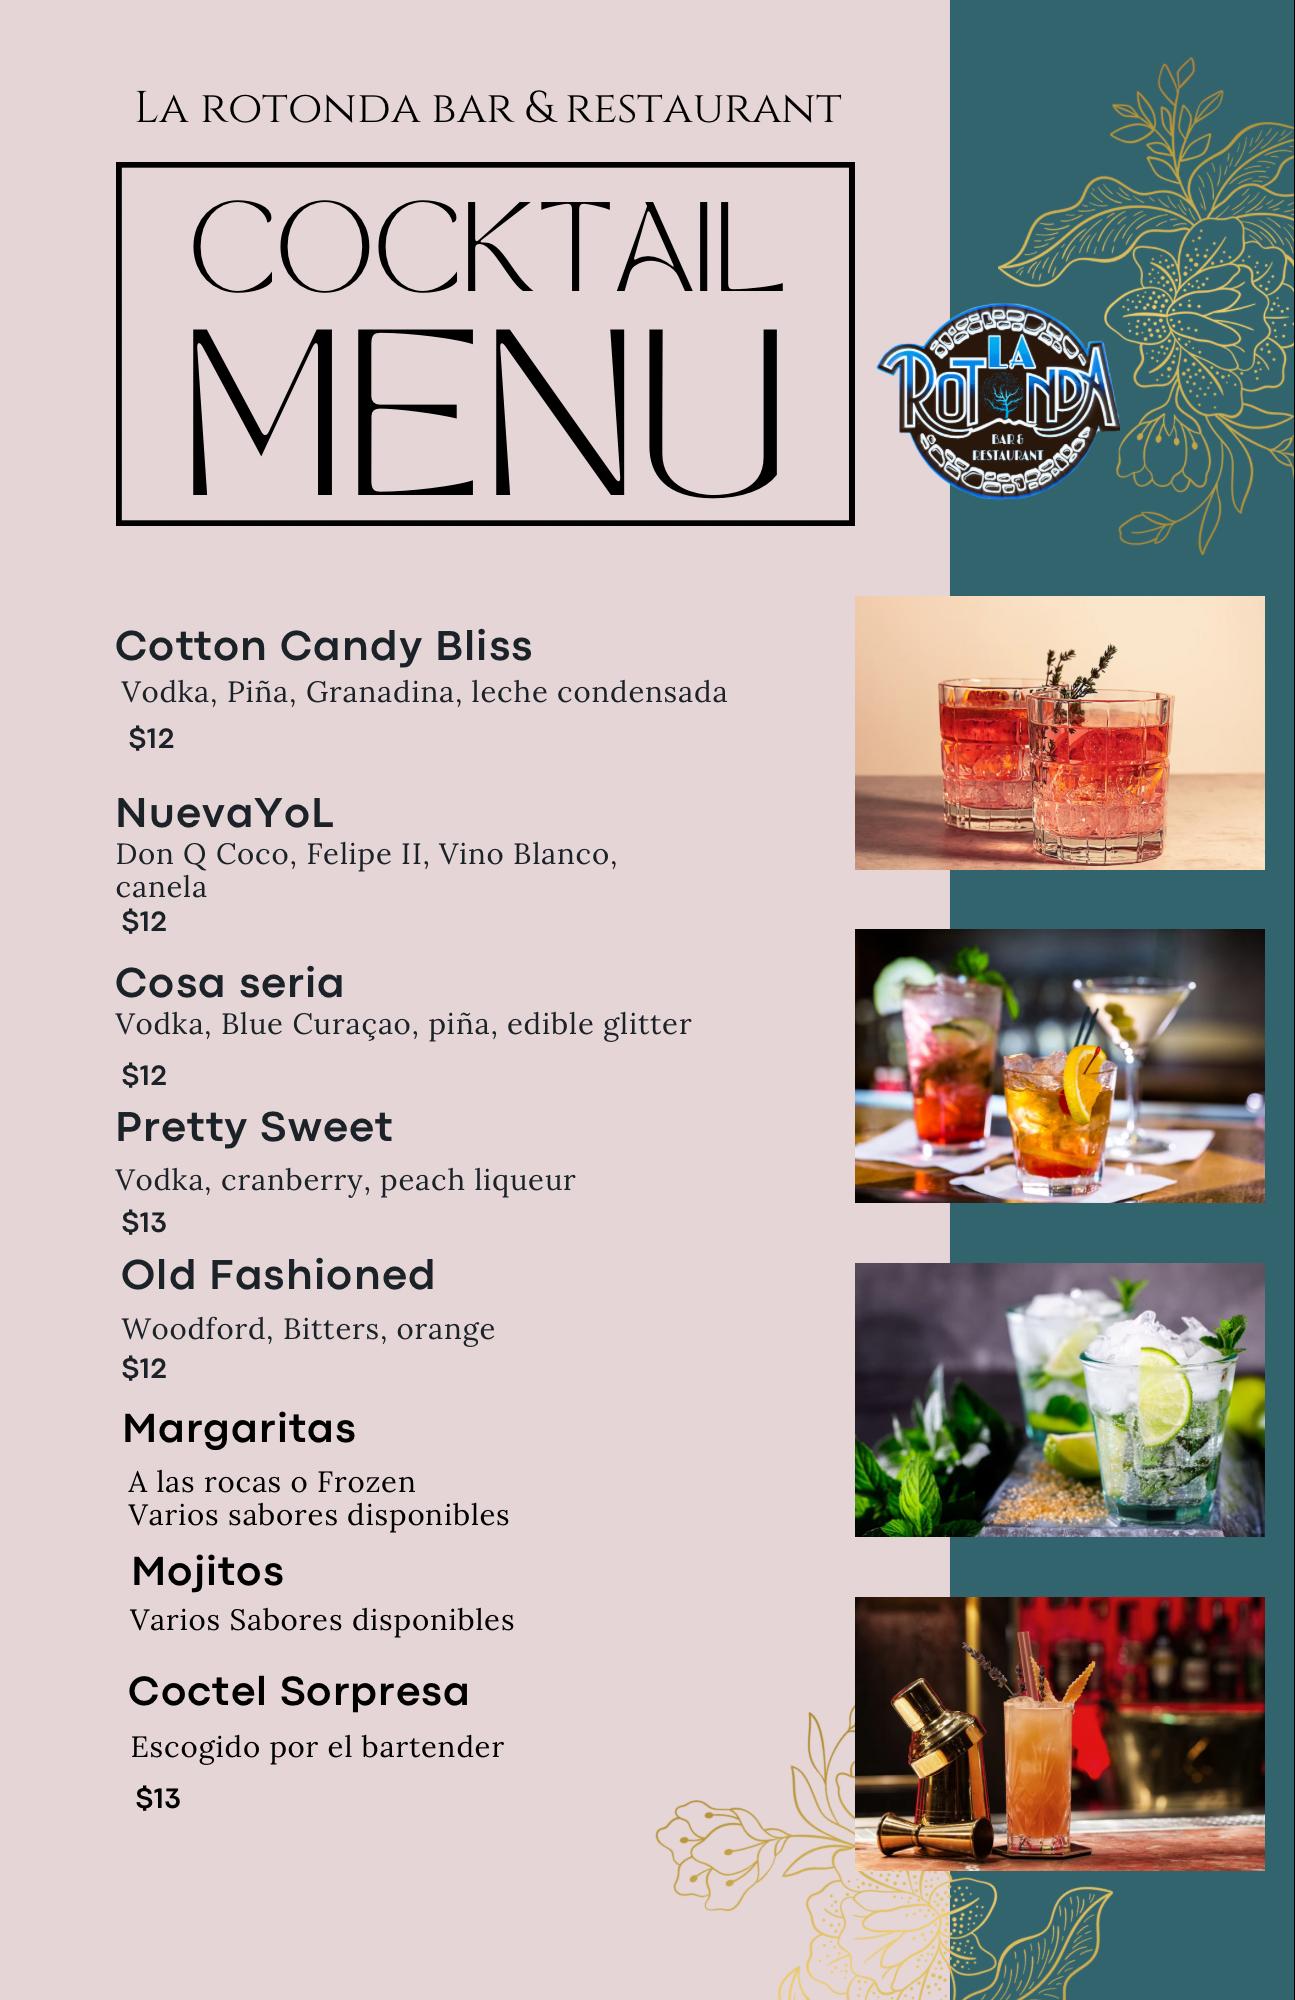 La rotonda bar & restaurant
COCKTAIL
MENU
LA
ROTONDA
BAR &
RESTAURANT
Cotton Candy Bliss
Vodka, Piña, Granadina, leche condensada
$12
NuevaYoL
Don Q Coco, Felipe II, Vino Blanco,
canela
$12
Cosa seria
Vodka, Blue Curaçao, piña, edible glitter
$12
Pretty Sweet
Vodka, cranberry, peach liqueur
$13
Old Fashioned
Woodford, Bitters, orange
$12
Margaritas
A las rocas o Frozen
Varios sabores disponibles
Mojitos
Varios Sabores disponibles
Coctel Sorpresa
Escogido por el bartender
$13